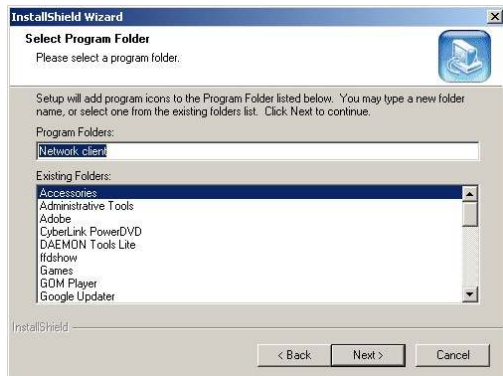 InstallShield Wizard
Select Program Folder
Please select a program folder.
Setup will add program icons to the Program Folder listed below. You may type a new folder
name, or select one from the existing folders list. Click Next to continue.
Program Folders:
Network client
Existing Folders:
Accessories
Administrative Tools
Adobe
CyberLink PowerDVD
DAEMON Tools Lite
ffdshow
Games
GOM Player
Google Updater
InstallShield
< Back Next > Cancel